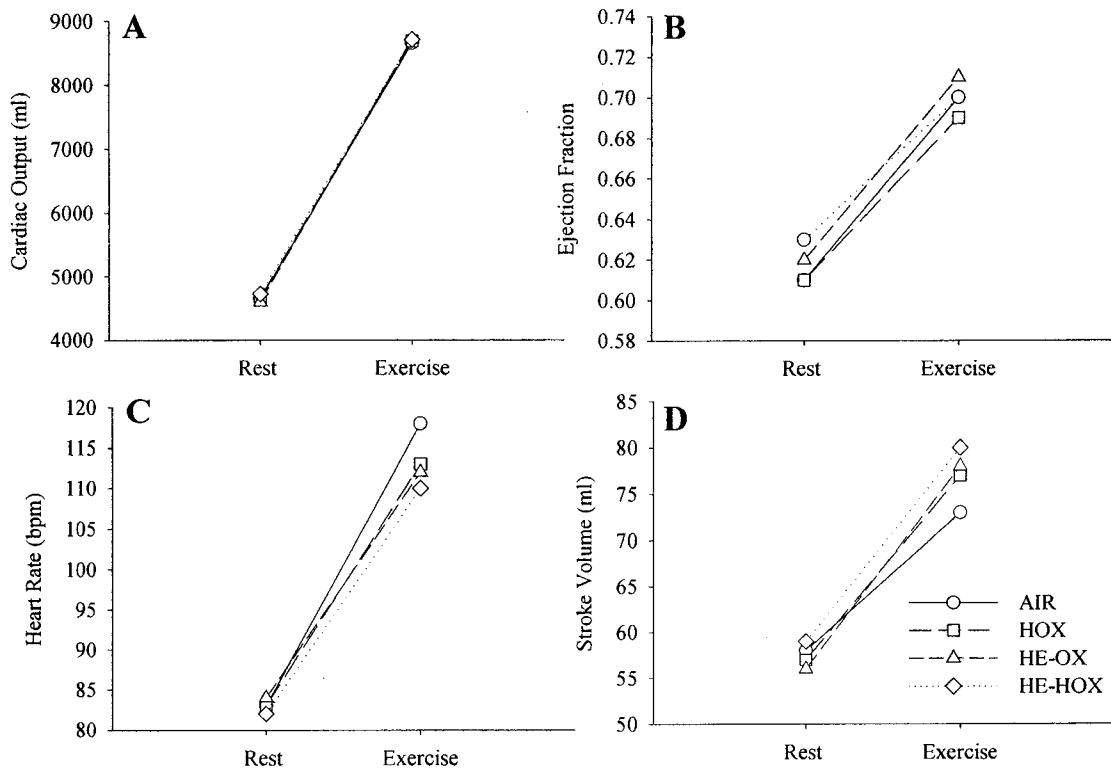 A
Cardiac Output (ml)
9000
8000
7000
6000
5000
4000
Rest Exercise
B
Ejection Fraction
0.74
0.72
0.70
0.68
0.66
0.64
0.62
0.60
0.58
Rest Exercise
C
Heart Rate (bpm)
120
115
110
105
100
95
90
85
80
Rest Exercise
D
Stroke Volume (ml)
85
80
75
70
65
60
55
50
Rest Exercise
AIR
HOX
HE-OX
HE-HOX